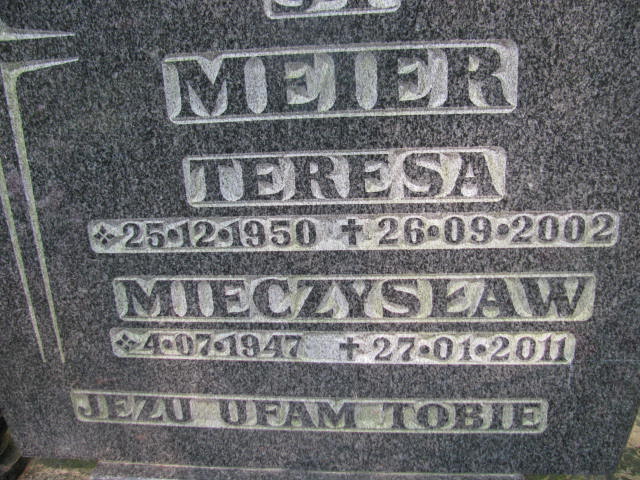 MEIER
TERESA
25•12•1950 ✝ 26•09•2002
MIECZYSŁAW
4•07•1947 ✝ 27•01•2011
JEZU UFAM TOBIE